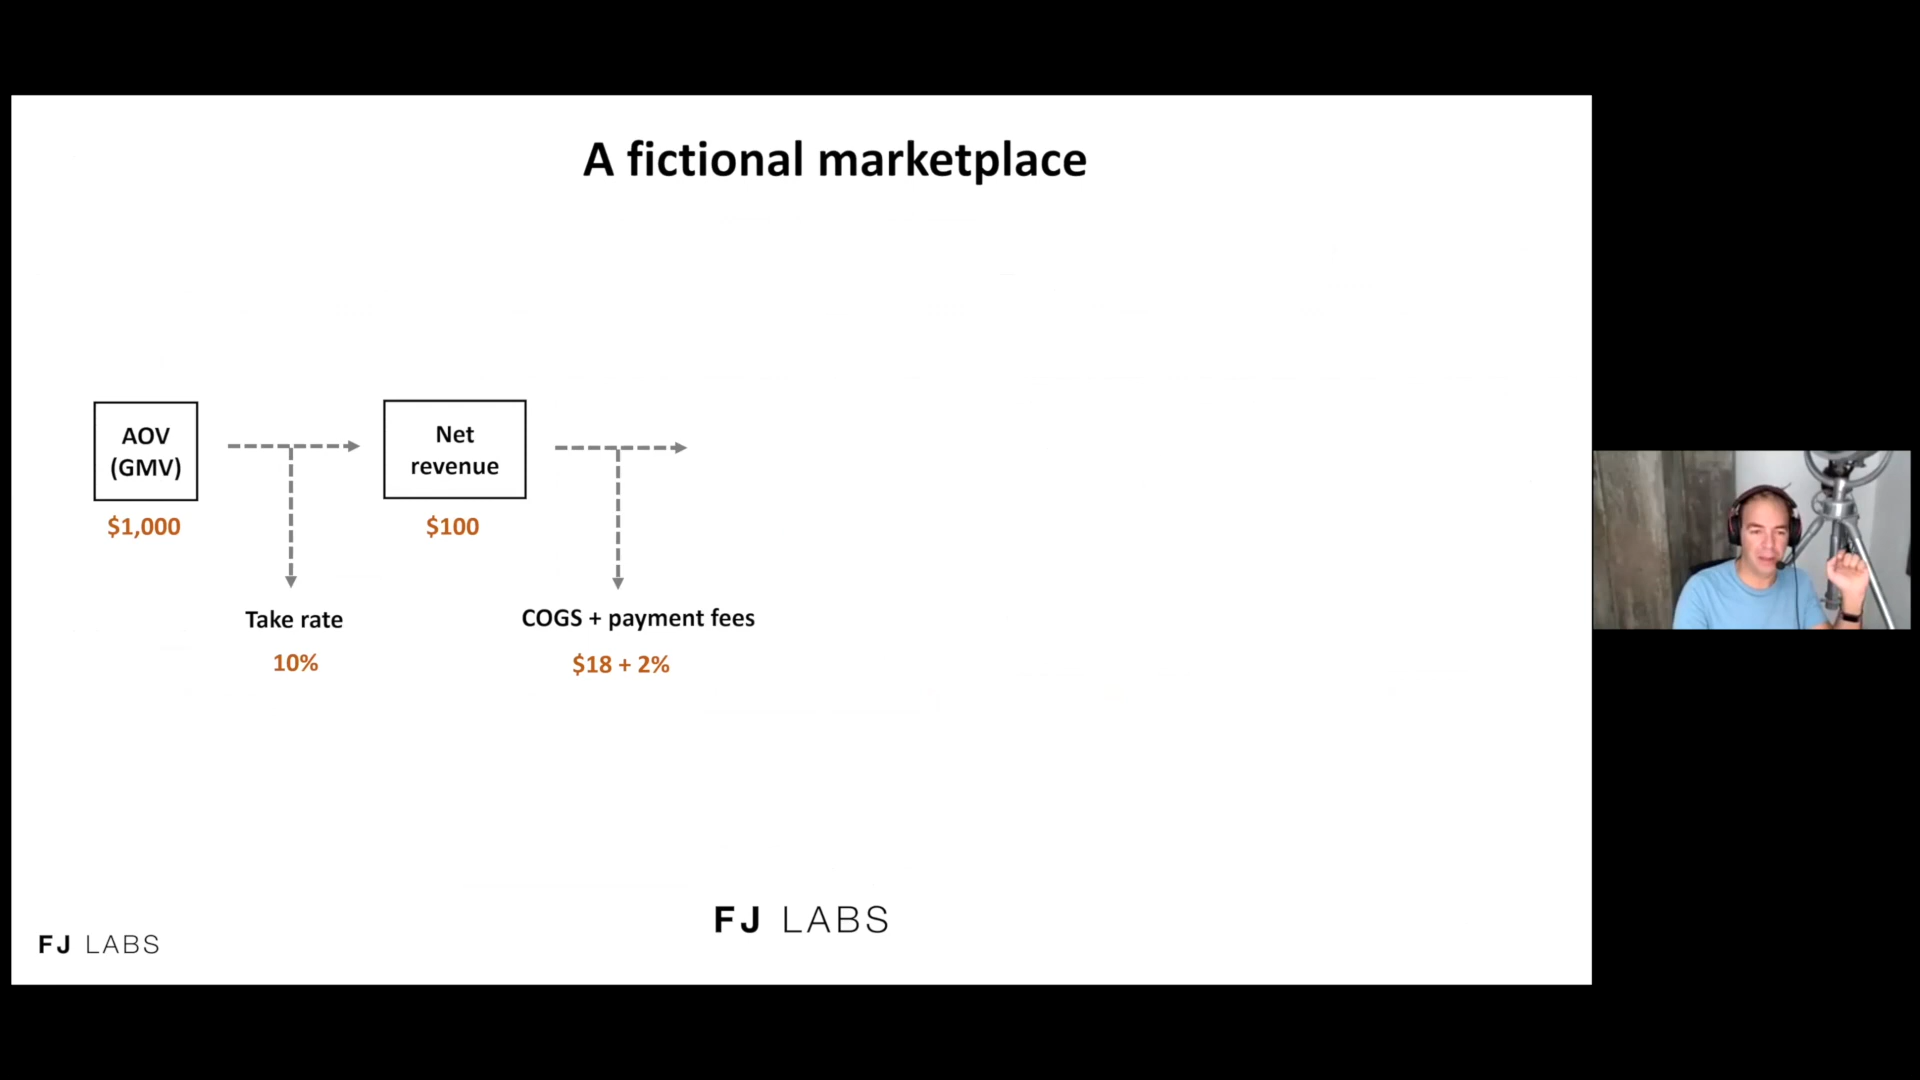 A fictional marketplace
AOV
(GMV)
$1,000
Take rate
10%
Net
revenue
$100
COGS + payment fees
$18 + 2%
FJ LABS
FJ LABS